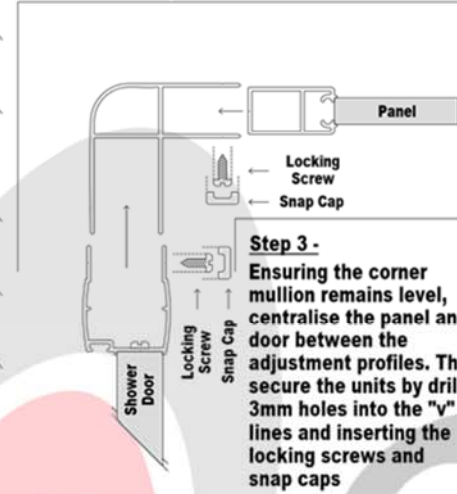 Panel
Locking
Screw
Snap Cap
Step 3 -
Ensuring the corner
mullion remains level,
centralise the panel an
door between the
adjustment profiles. Th
secure the units by dril
3mm holes into the "v"
lines and inserting the
locking screws and
snap caps
Locking
Screw
Snap Cap
Shower
Door